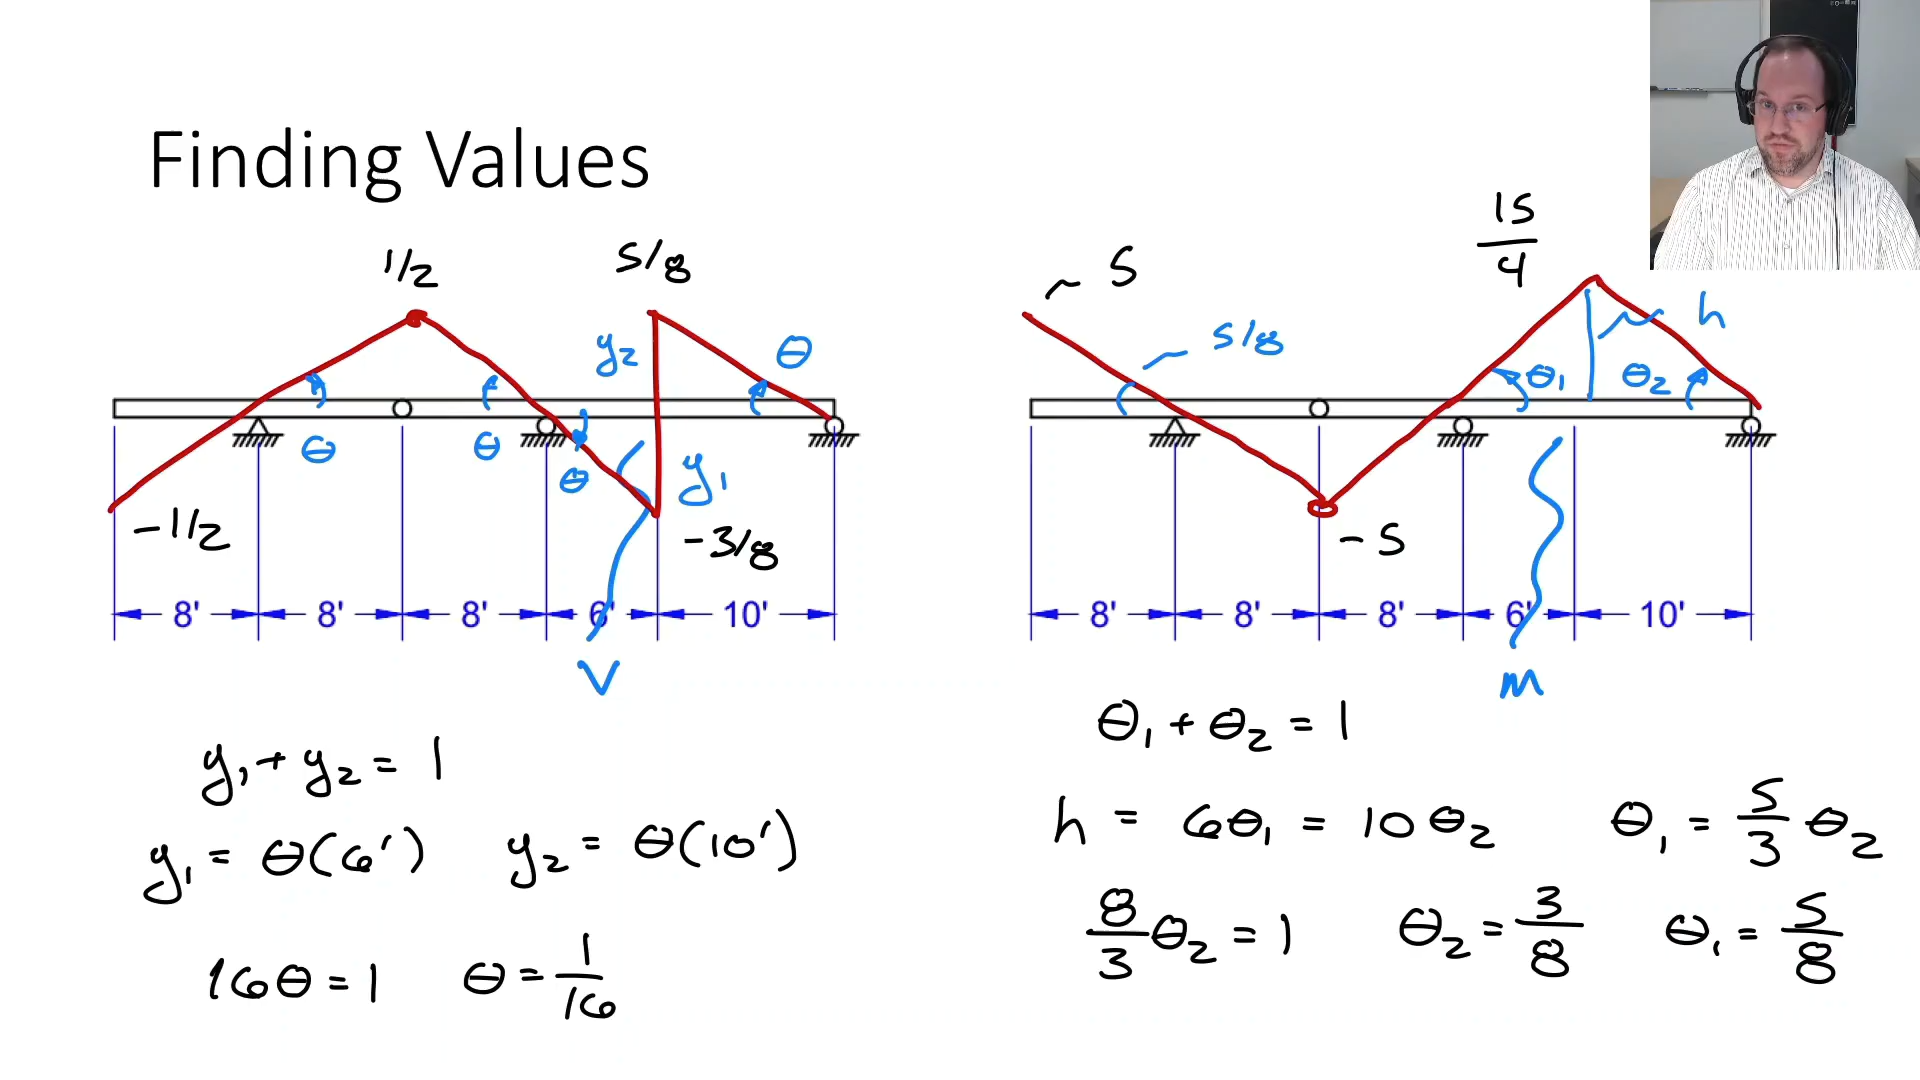 Finding Values
1/2
5/8
y2
θ
θ
θ
θ
y1
-1/2
-3/8
8'
8'
8'
6'
10'
V
y1 + y2 = 1
y1 = θ(6') y2 = θ(10')
16θ = 1 θ = 1/16
5
15/4
5/8
h
θ1
θ2
-5
8'
8'
8'
6'
10'
M
θ1 + θ2 = 1
h = 6θ1 = 10θ2 θ1 = 5/3 θ2
8/3 θ2 = 1 θ2 = 3/8 θ1 = 5/8